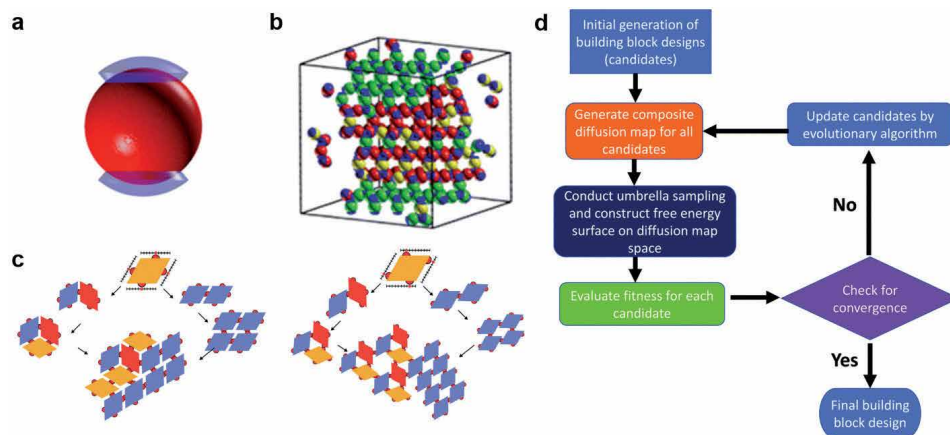 a
b
d
c
Initial generation of
building block designs
(candidates)
Generate composite
diffusion map for all
candidates
Update candidates by
evolutionary algorithm
Conduct umbrella sampling
and construct free energy
surface on diffusion map
space
No
Evaluate fitness for each
candidate
Check for
convergence
Yes
Final building
block design